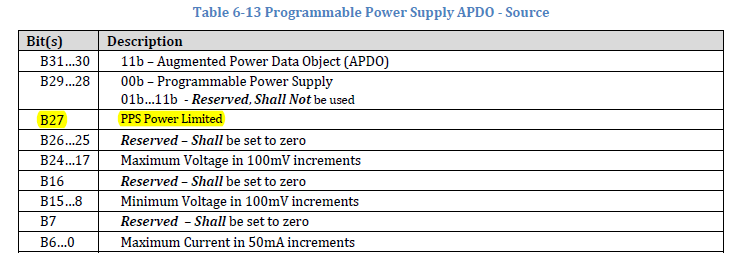 Table 6-13 Programmable Power Supply APDO - Source
Bit(s) Description
B31…30 11b – Augmented Power Data Object (APDO)
B29…28 00b – Programmable Power Supply
01b…11b - Reserved, Shall Not be used
B27 PPS Power Limited
B26…25 Reserved – Shall be set to zero
B24…17 Maximum Voltage in 100mV increments
B16 Reserved – Shall be set to zero
B15…8 Minimum Voltage in 100mV increments
B7 Reserved – Shall be set to zero
B6…0 Maximum Current in 50mA increments